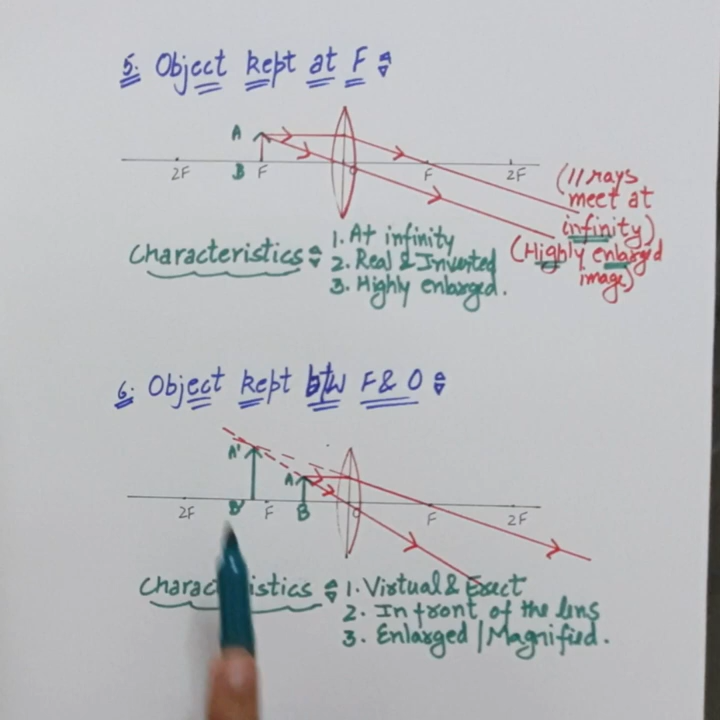 5. Object kept at F :
A
2F B F O F 2F
(11 rays
meet at
infinity)
(Highly enlarged
image)
Characteristics : 1. At infinity
2. Real & Inverted
3. Highly enlarged.
6. Object kept btw F & O :
A' A
2F B' F B O F 2F
1. Virtual & Erect
2. In front of the lens
3. Enlarged / Magnified.